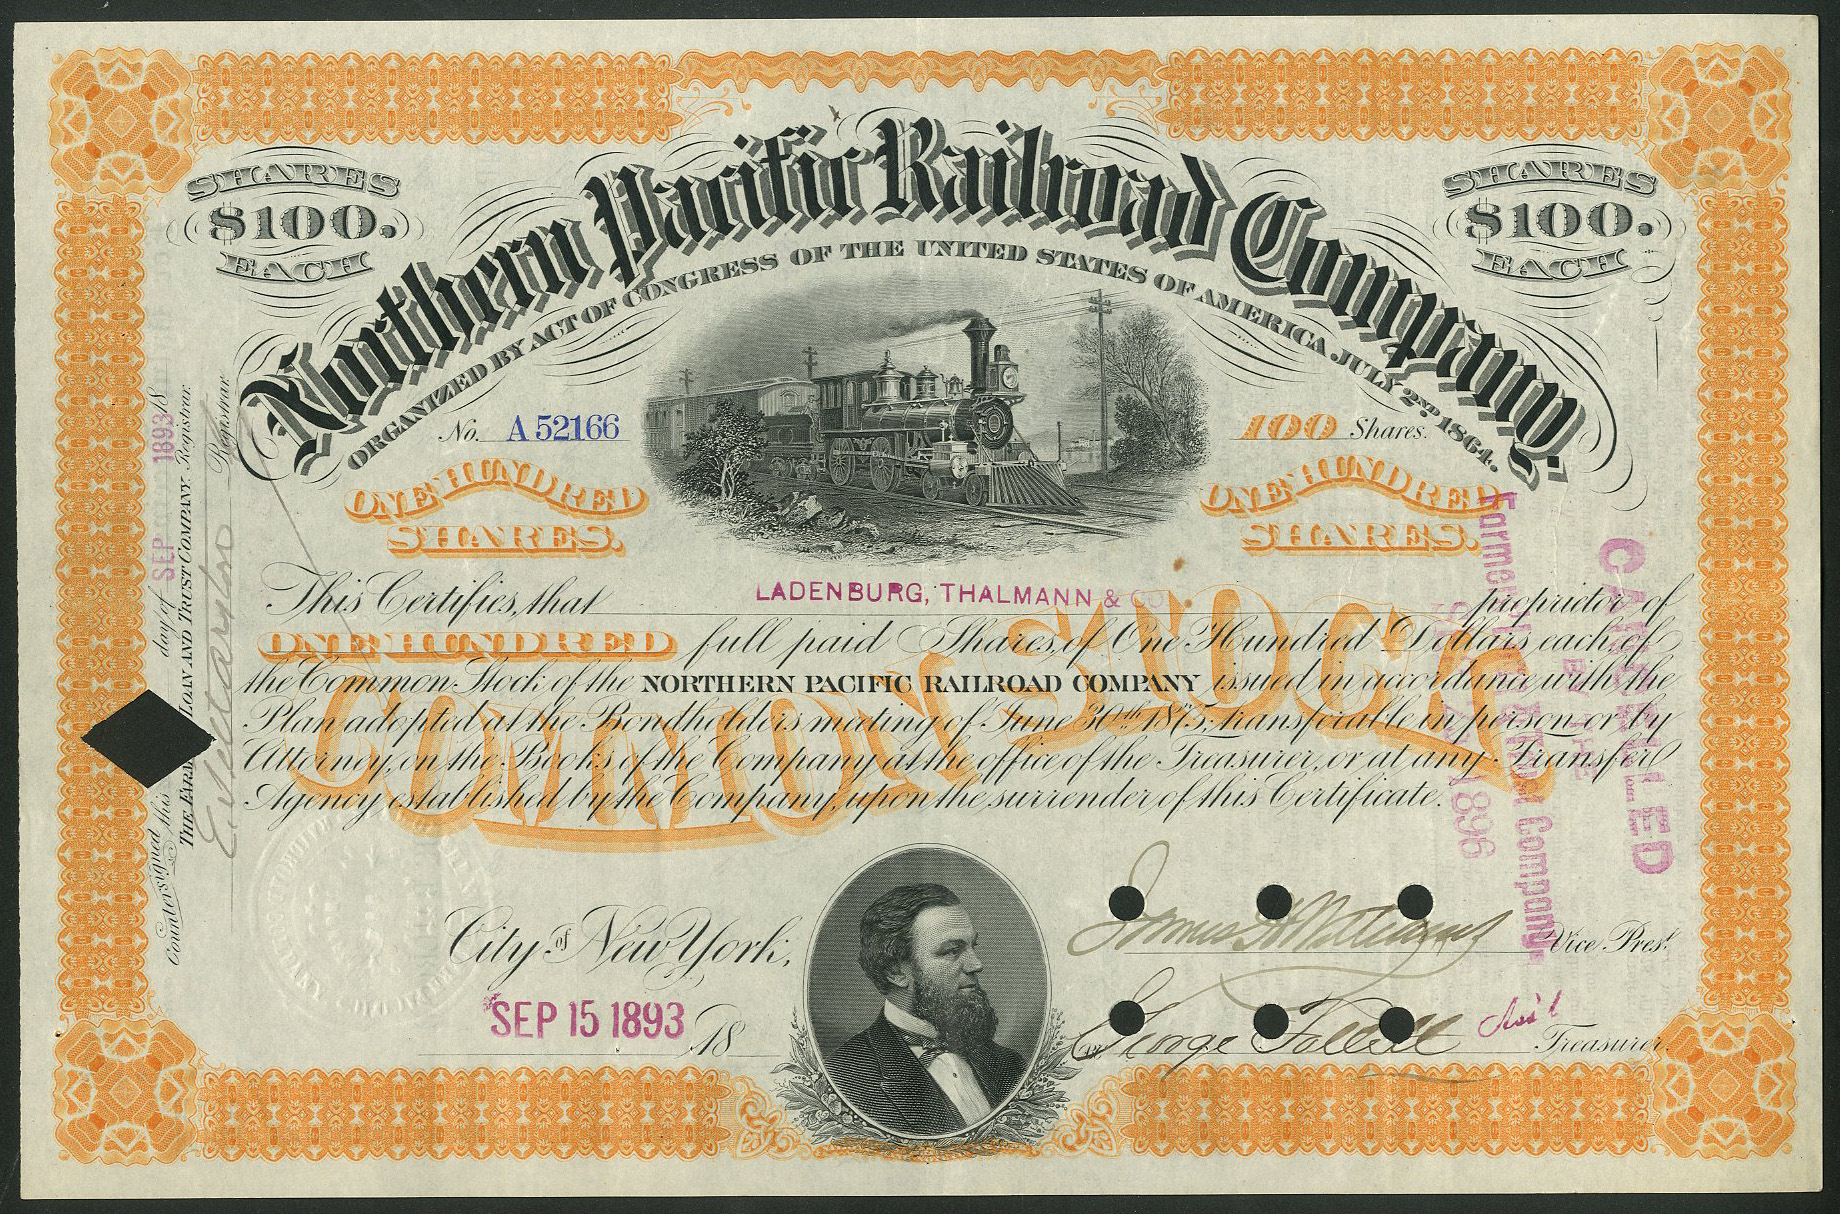 SHARES
$100.
EACH
Northern Pacific Railroad Company.
SHARES
$100.
EACH
ORGANIZED BY ACT OF CONGRESS OF THE UNITED STATES OF AMERICA, JULY 2ND 1864.
No. A 52166
100 Shares.
ONE HUNDRED
SHARES.
ONE HUNDRED
SHARES.
This Certifies, that LADENBURG, THALMANN & CO. proprietor of
ONE HUNDRED full paid Shares, of One Hundred Dollars each, of
the Common Stock of the NORTHERN PACIFIC RAILROAD COMPANY issued in accordance with the
Plan adopted at the Bondholders meeting of June 30th 1875; transferable in person or by
Attorney, on the Books of the Company at the office of the Treasurer, or at any Transfer
Agency established by the Company, upon the surrender of this Certificate.
COMMON STOCK
City of New York,
SEP 15 1893 18
Vice Prest.
George Ass't Treasurer.
Countersigned this day of SEP 1893 18
THE FARM LOAN AND TRUST COMPANY, Registrar.
Registrar
CANCELLED
Farmers & Trust Company.
1896